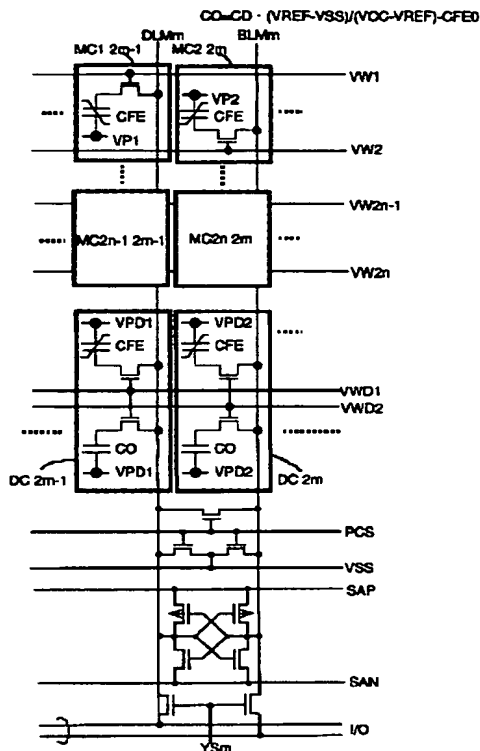 CO=CD · (VREF-VSS)/(VCC-VREF)-CFE0
DLMm BLMm
MC1 2m-1 MC2 2m
VW1
CFE VP2
CFE
VP1
VW2
VW2n-1
MC2n-1 2m-1 MC2n 2m
VW2n
VPD1 VPD2
CFE CFE
VWD1
VWD2
CO CO
VPD1 VPD2
DC 2m-1 DC 2m
PCS
VSS
SAP
SAN
I/O
YSm